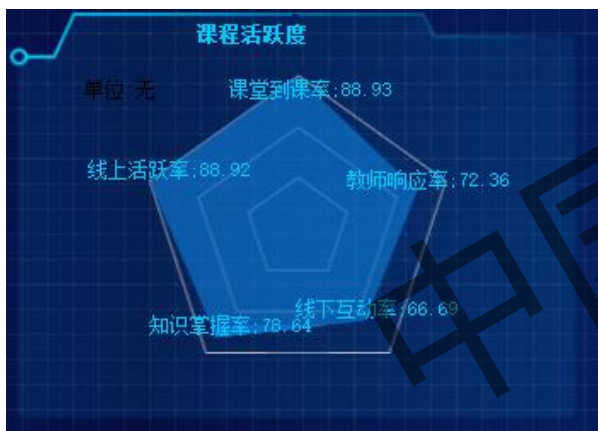 课程活跃度
单位:无
课堂到课率;88.93
线上活跃率;88.92
教师响应率;72.36
线下互动率;66.69
知识掌握率;78.64
中